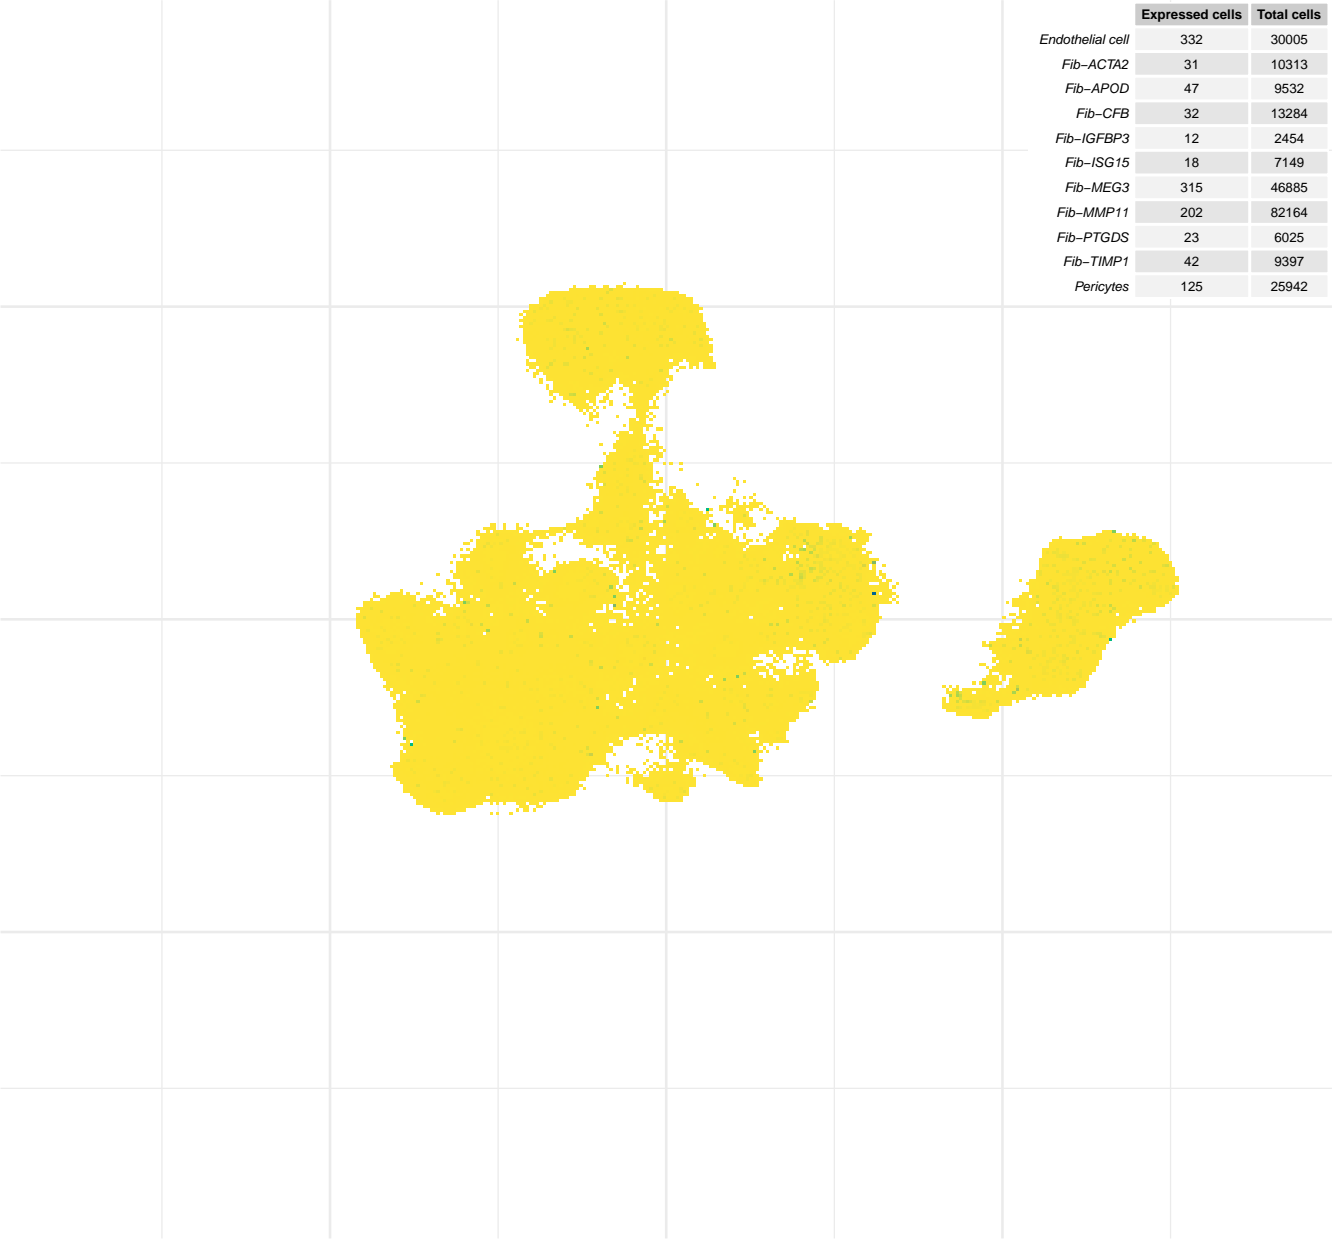 Expressed cells Total cells
Endothelial cell 332 30005
Fib−ACTA2 31 10313
Fib−APOD 47 9532
Fib−CFB 32 13284
Fib−IGFBP3 12 2454
Fib−ISG15 18 7149
Fib−MEG3 315 46885
Fib−MMP11 202 82164
Fib−PTGDS 23 6025
Fib−TIMP1 42 9397
Pericytes 125 25942